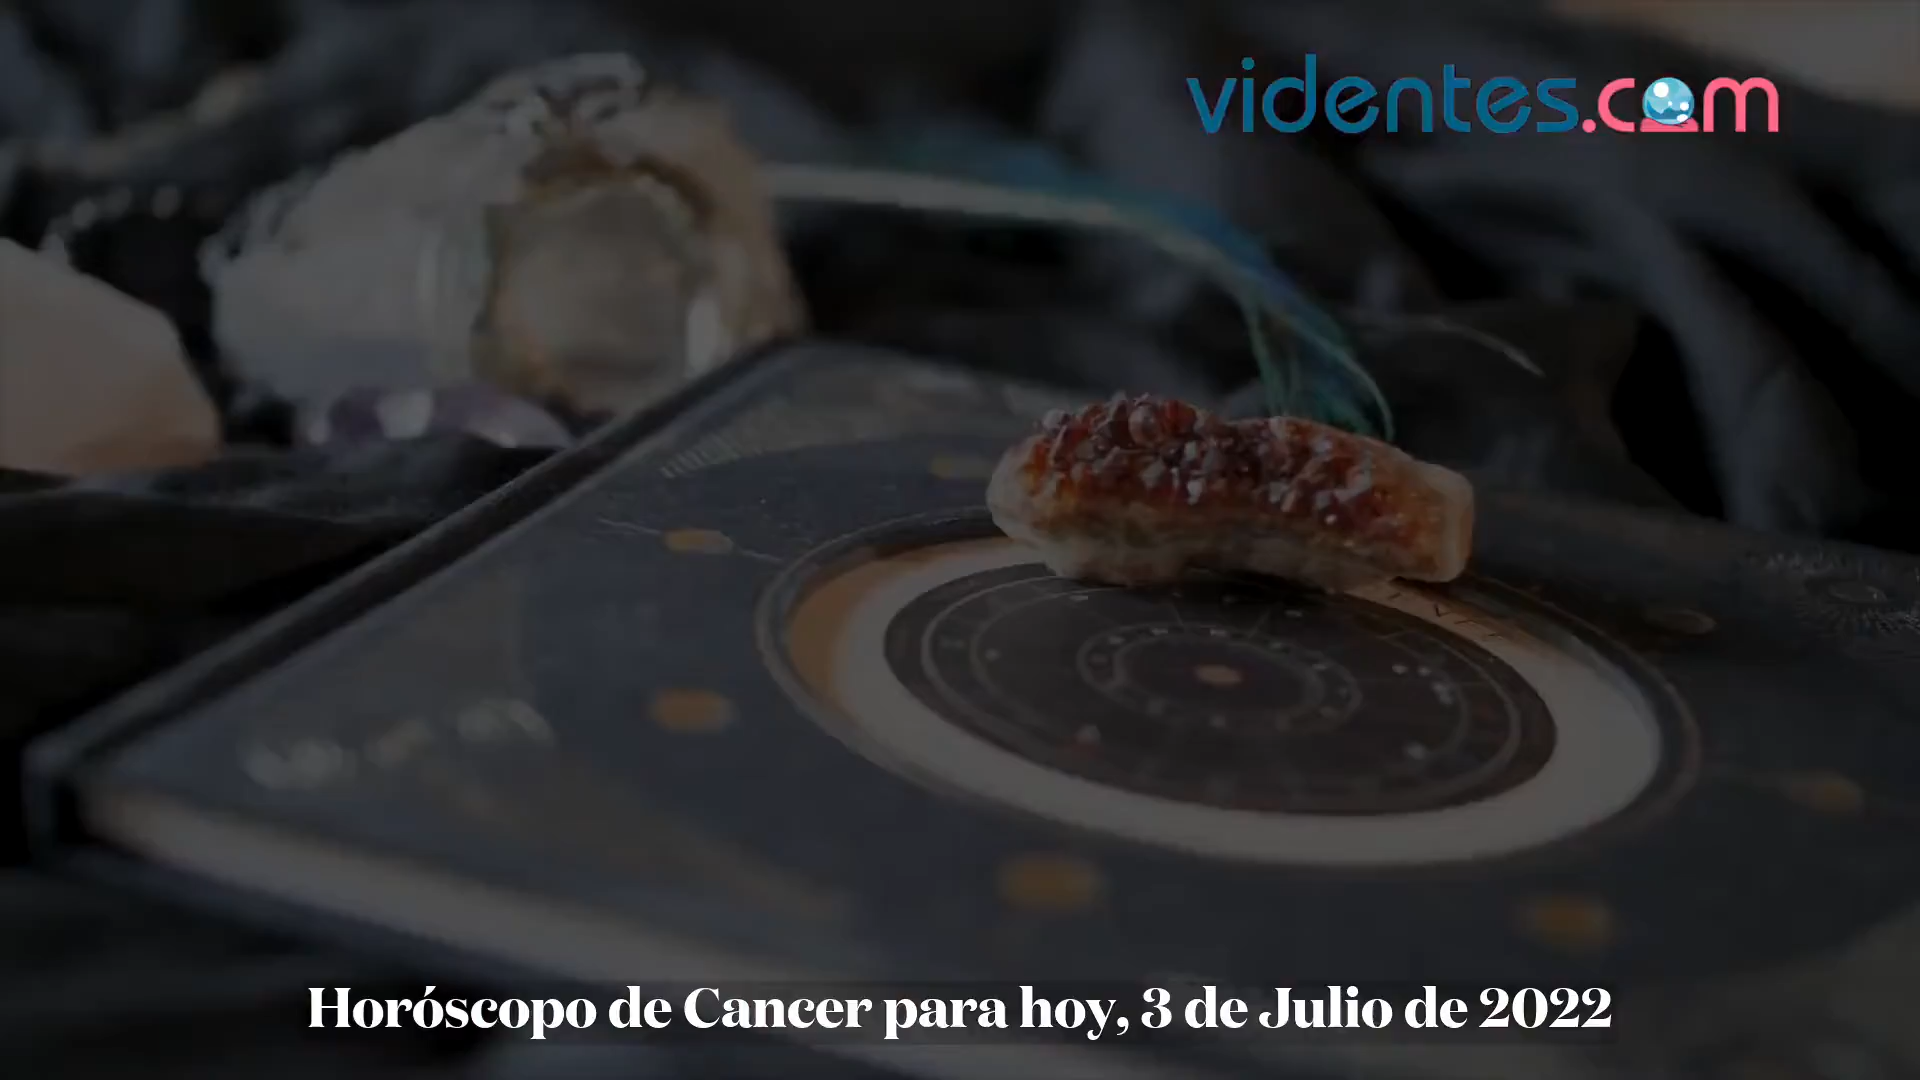 videntes.com
Horóscopo de Cancer para hoy, 3 de Julio de 2022